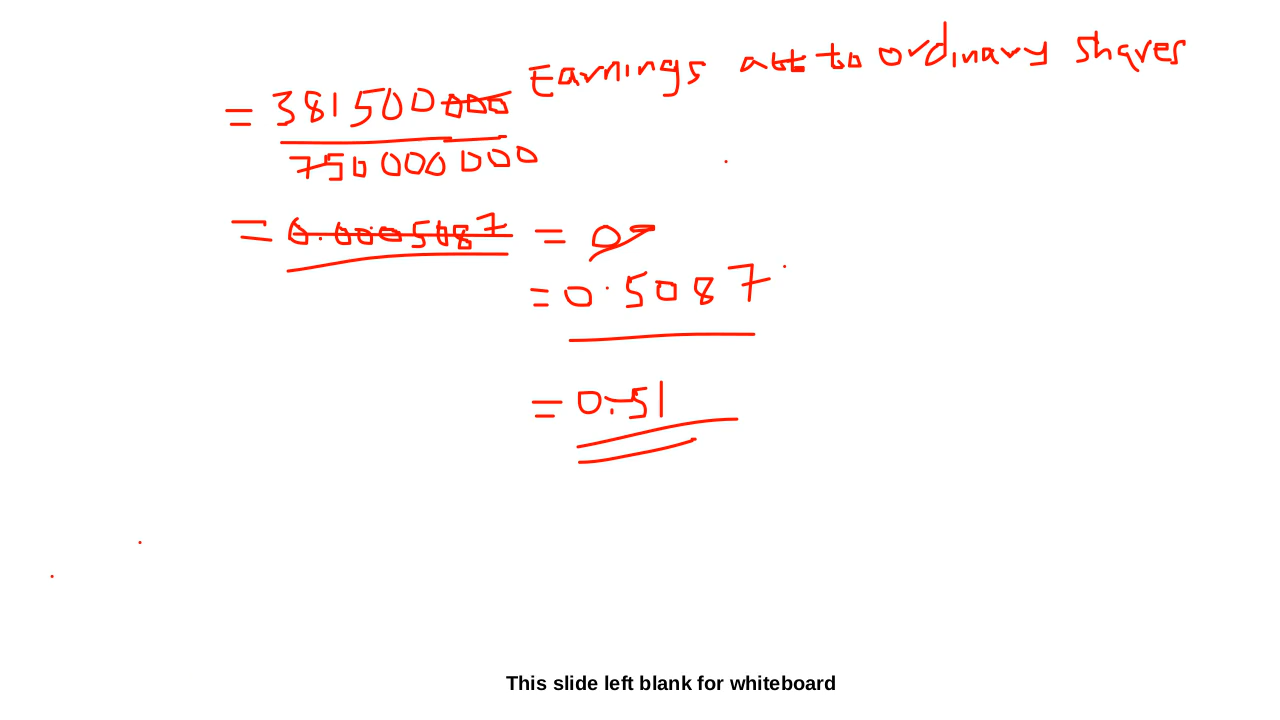 Earnings att to ordinary shares
= 381500000
750000000
= 0.0005087 = 0
= 0.5087
= 0.51
This slide left blank for whiteboard